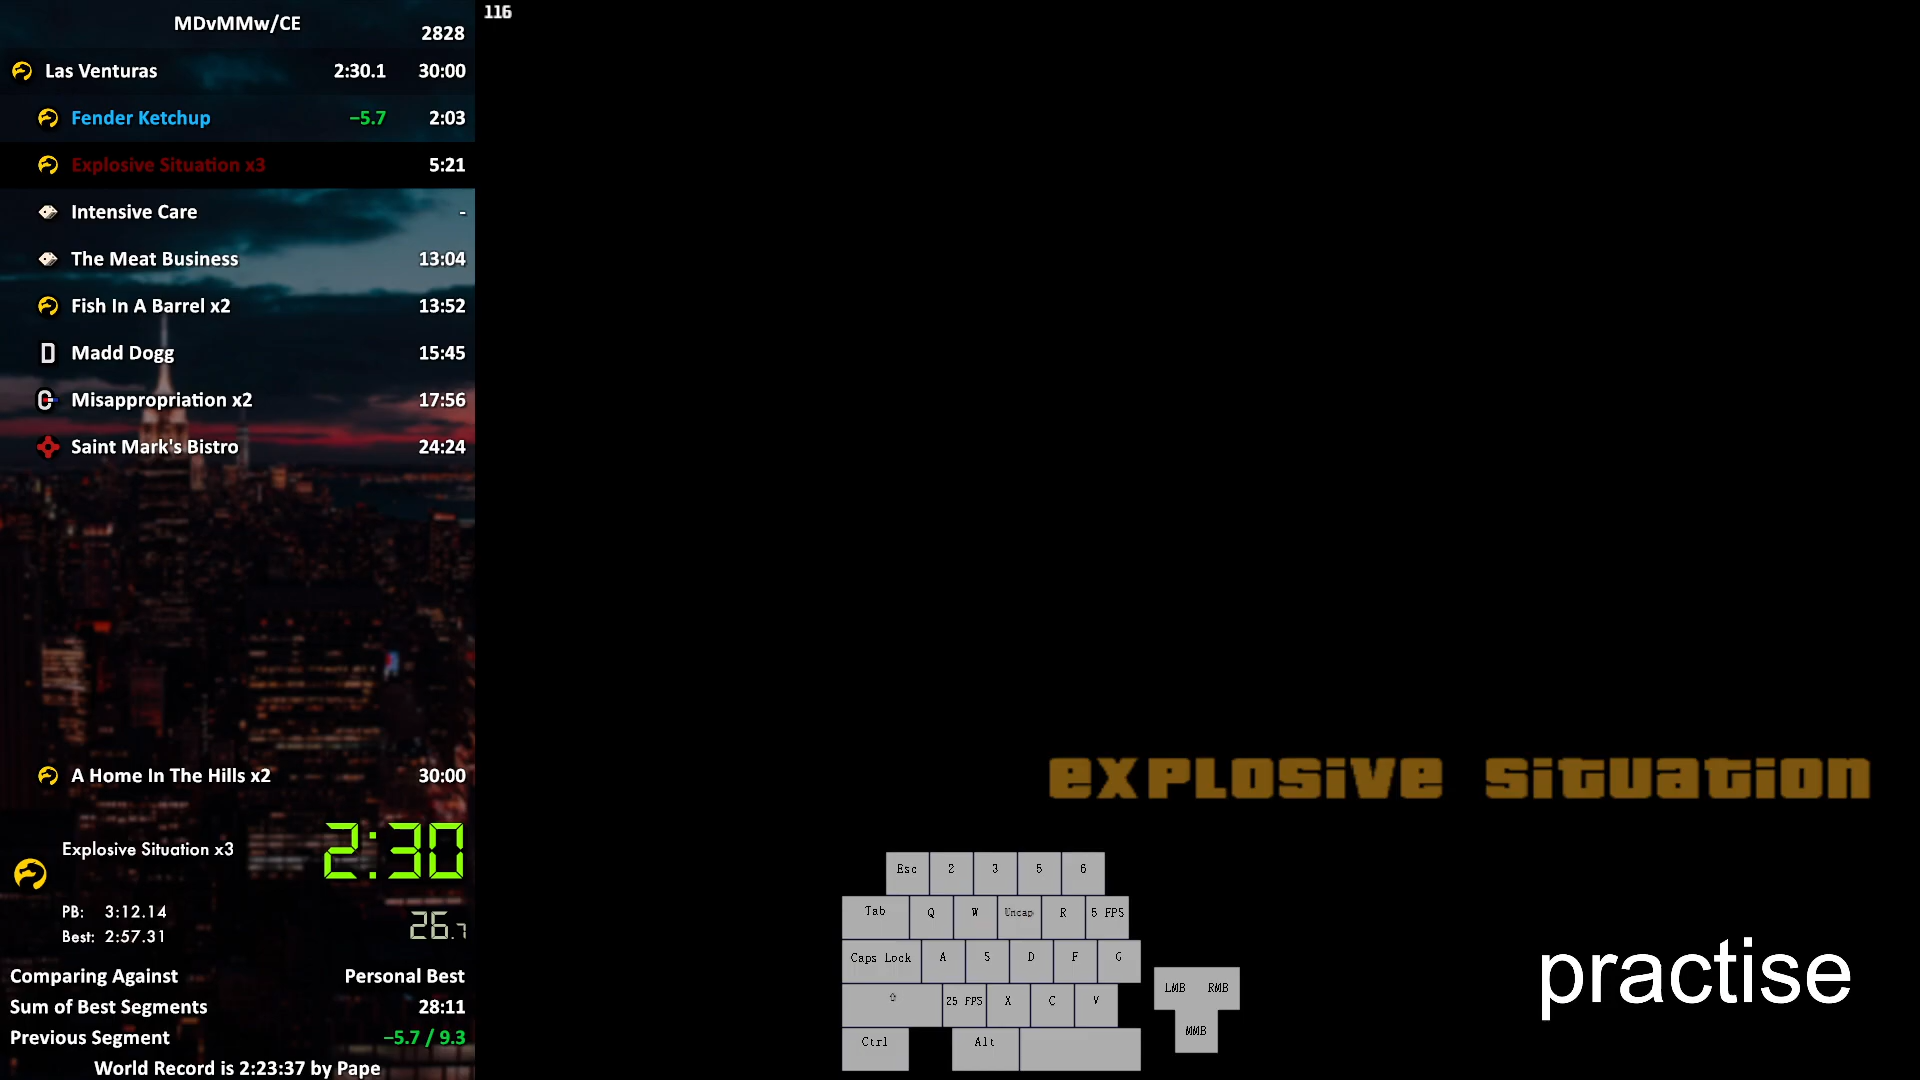 MDvMMw/CE
2828
116
Las Venturas 2:30.1 30:00
Fender Ketchup −5.7 2:03
Explosive Situation x3 5:21
Intensive Care -
The Meat Business 13:04
Fish In A Barrel x2 13:52
Madd Dogg 15:45
Misappropriation x2 17:56
Saint Mark's Bistro 24:24
A Home In The Hills x2 30:00
EXPLOSIVE SITUATION
Explosive Situation x3 2:30
PB: 3:12.14
Best: 2:57.31
26.7
Comparing Against Personal Best
Sum of Best Segments 28:11
Previous Segment −5.7 / 9.3
World Record is 2:23:37 by Pape
Esc 2 3 5 6
Tab Q W Uncap R 5 FPS
Caps Lock A S D F G
⇧ 25 FPS X C V
Ctrl Alt
LMB RMB
MMB
practise